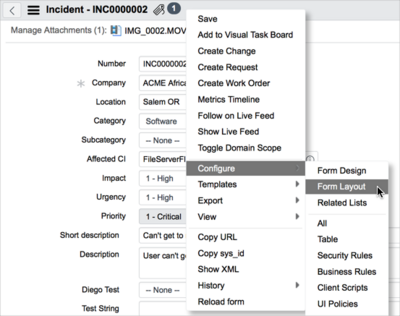 Incident - INC0000002
1
Manage Attachments (1): IMG_0002.MOV
Number INC0000002
Company ACME Africa
Location Salem OR
Category Software
Subcategory -- None --
Affected CI
Impact 1 - High
Urgency 1 - High
Priority 1 - Critical
Short description Can't get to
Description User can't g
Diego Test -- None --
Test String
Save
Add to Visual Task Board
Create Change
Create Request
Create Work Order
Metrics Timeline
Follow on Live Feed
Show Live Feed
Toggle Domain Scope
Configure
Templates
Export
View
Copy URL
Copy sys_id
Show XML
History
Reload form
Form Design
Form Layout
Related Lists
All
Table
Security Rules
Business Rules
Client Scripts
UI Policies